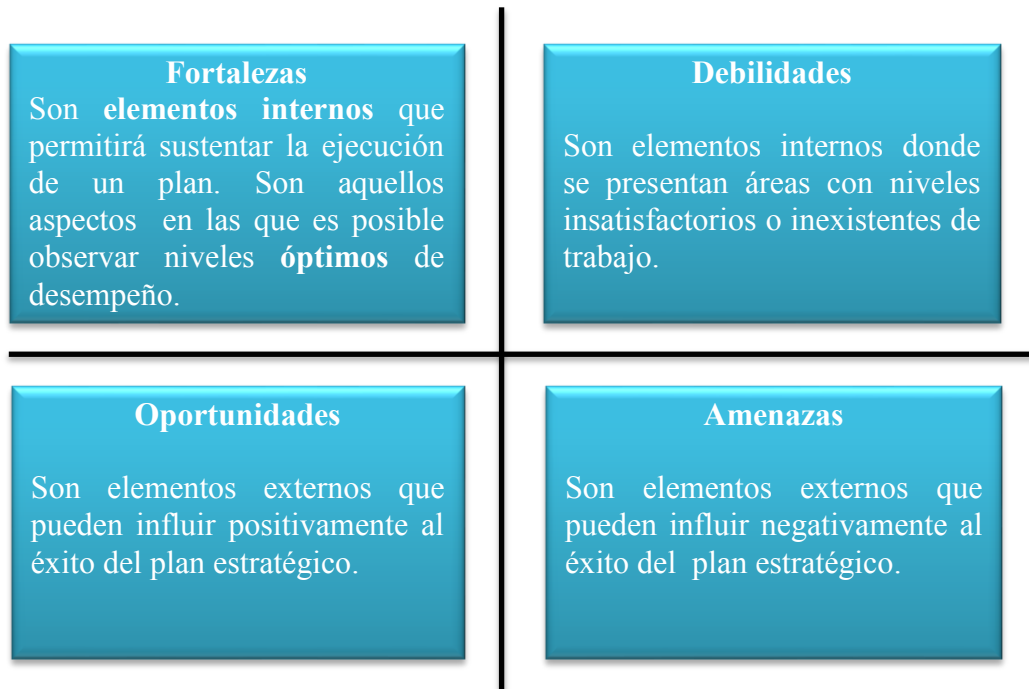 Fortalezas
Son elementos internos que
permitirá sustentar la ejecución
de un plan. Son aquellos
aspectos en las que es posible
observar niveles óptimos de
desempeño.
Debilidades
Son elementos internos donde
se presentan áreas con niveles
insatisfactorios o inexistentes de
trabajo.
Oportunidades
Son elementos externos que
pueden influir positivamente al
éxito del plan estratégico.
Amenazas
Son elementos externos que
pueden influir negativamente al
éxito del plan estratégico.